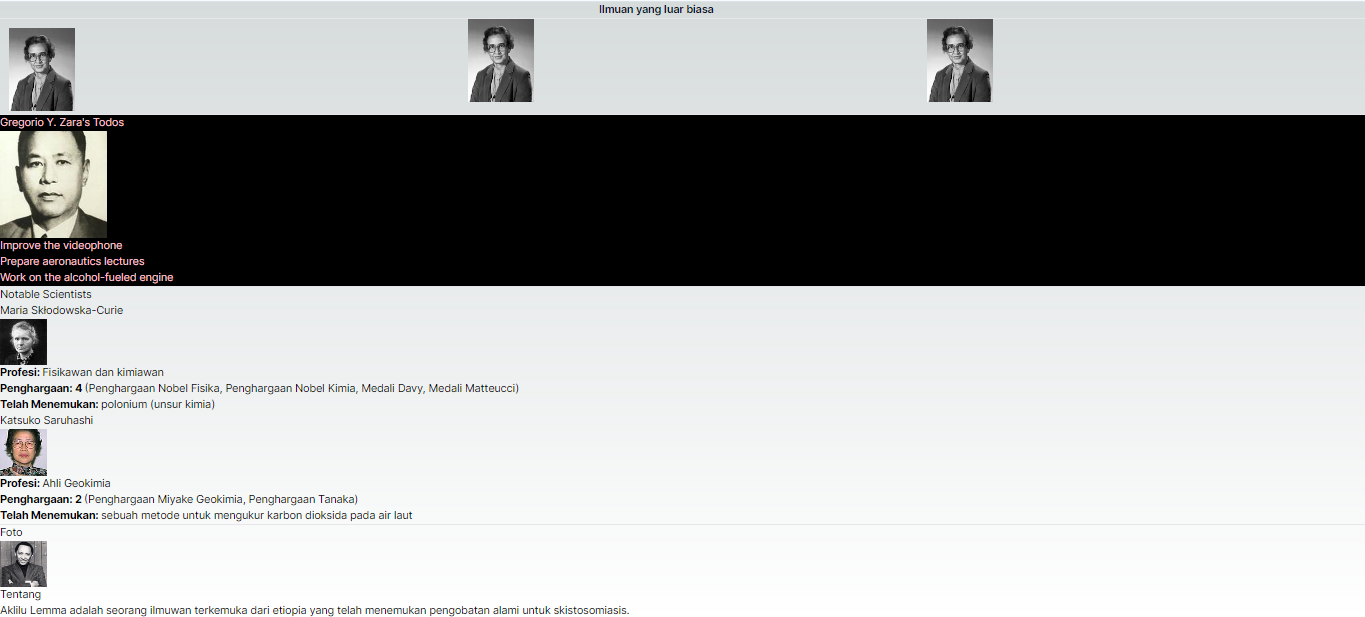 Ilmuan yang luar biasa
Gregorio Y. Zara's Todos
Improve the videophone
Prepare aeronautics lectures
Work on the alcohol-fueled engine
Notable Scientists
Maria Skłodowska-Curie
Profesi: Fisikawan dan kimiawan
Penghargaan: 4 (Penghargaan Nobel Fisika, Penghargaan Nobel Kimia, Medali Davy, Medali Matteucci)
Telah Menemukan: polonium (unsur kimia)
Katsuko Saruhashi
Profesi: Ahli Geokimia
Penghargaan: 2 (Penghargaan Miyake Geokimia, Penghargaan Tanaka)
Telah Menemukan: sebuah metode untuk mengukur karbon dioksida pada air laut
Foto
Tentang
Aklilu Lemma adalah seorang ilmuwan terkemuka dari etiopia yang telah menemukan pengobatan alami untuk skistosomiasis.